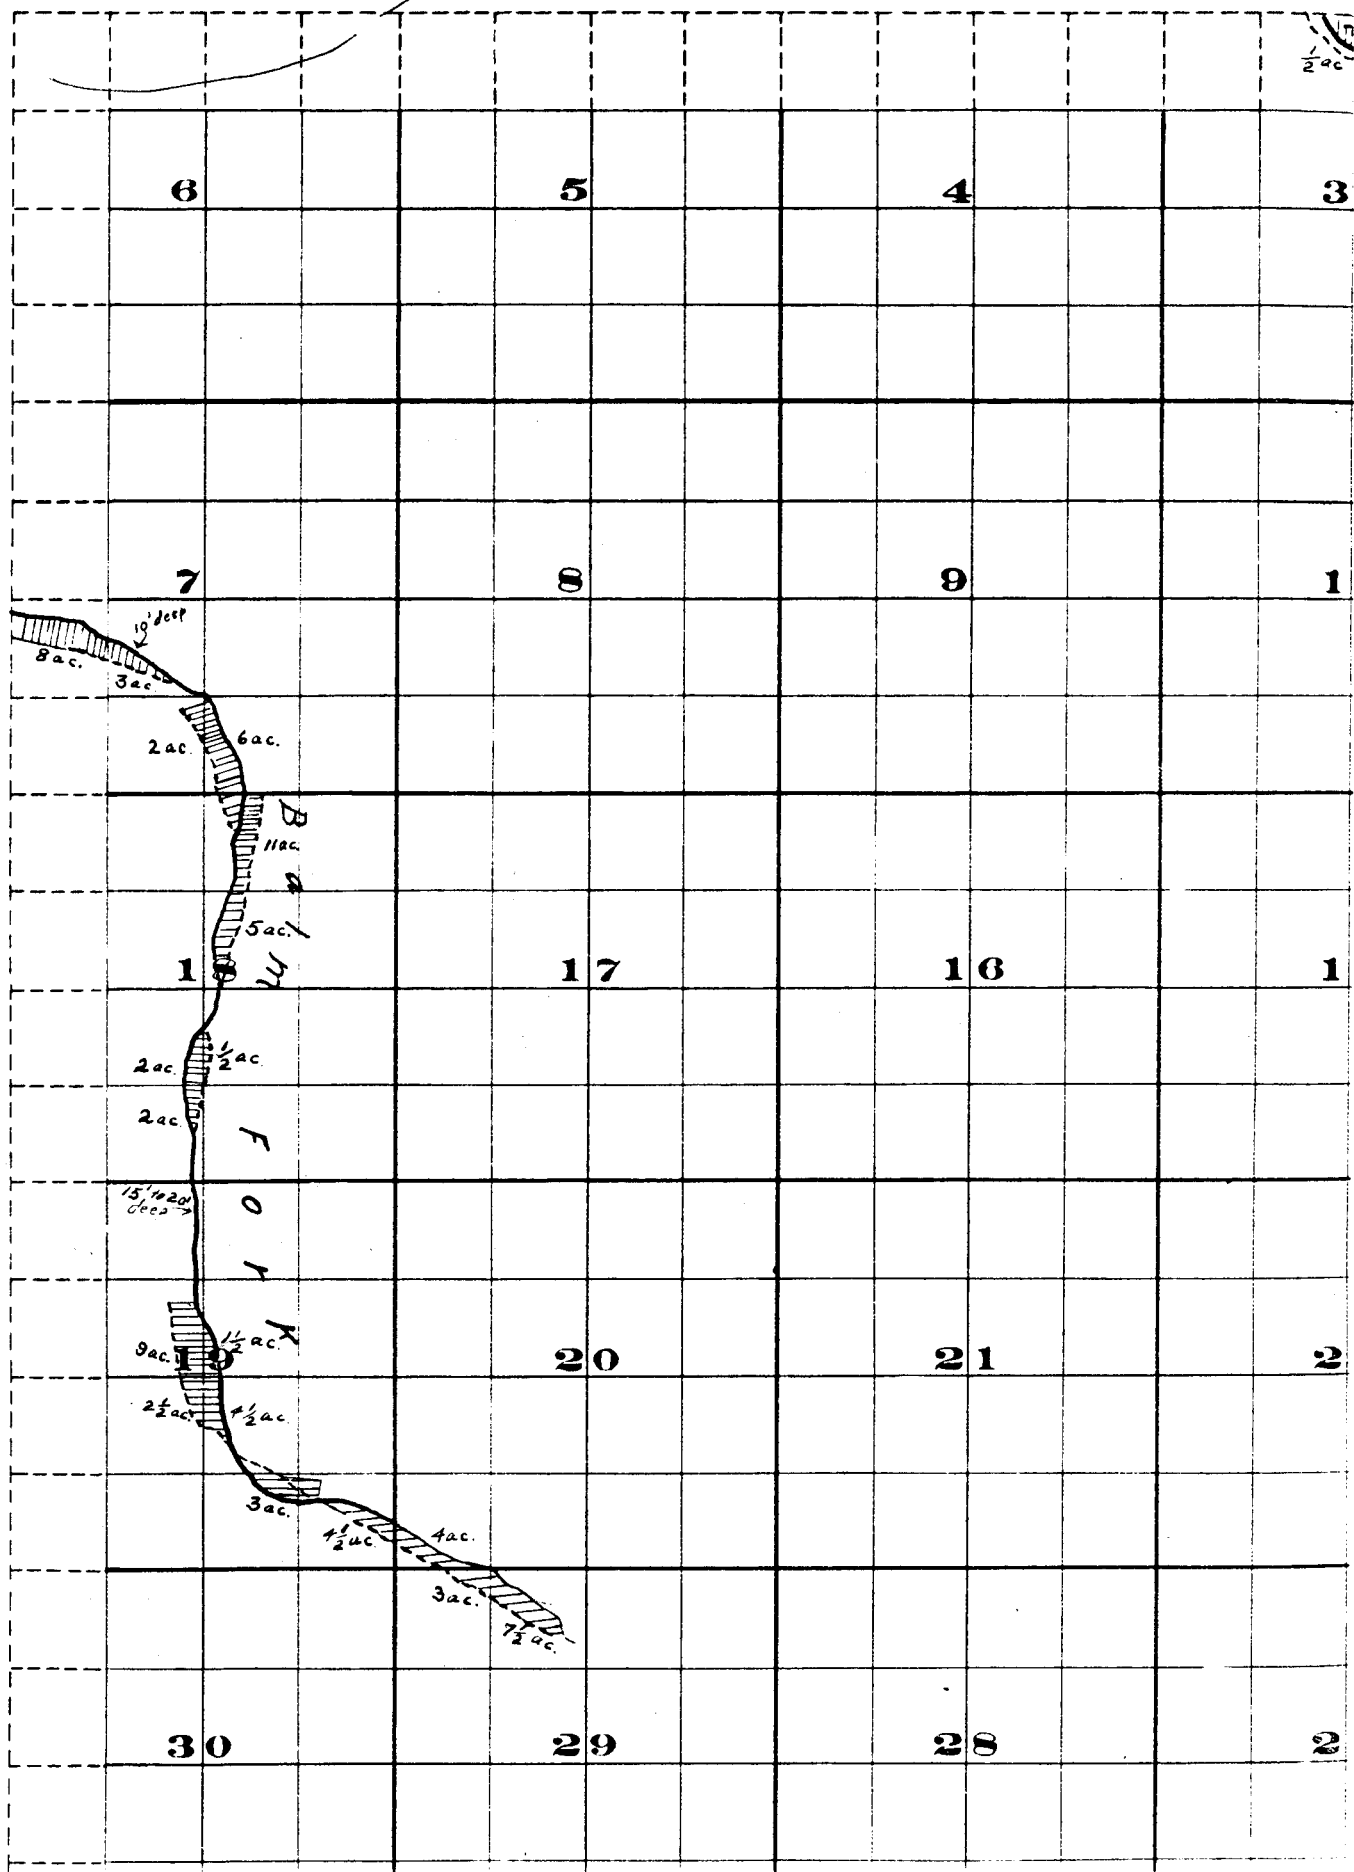 ½ ac
6 5 4 3
7 8 9 1
10' deep
8 ac.
3 ac.
2 ac. 6 ac.
11 ac.
5 ac.
Balm
18 17 16 1
2 ac. ½ ac.
2 ac.
Fork
15' to 20'
deep
1½ ac.
9 ac. 19 20 21 2
2½ ac. 4½ ac.
3 ac.
4½ ac. 4 ac.
3 ac.
7½ ac.
30 29 28 2